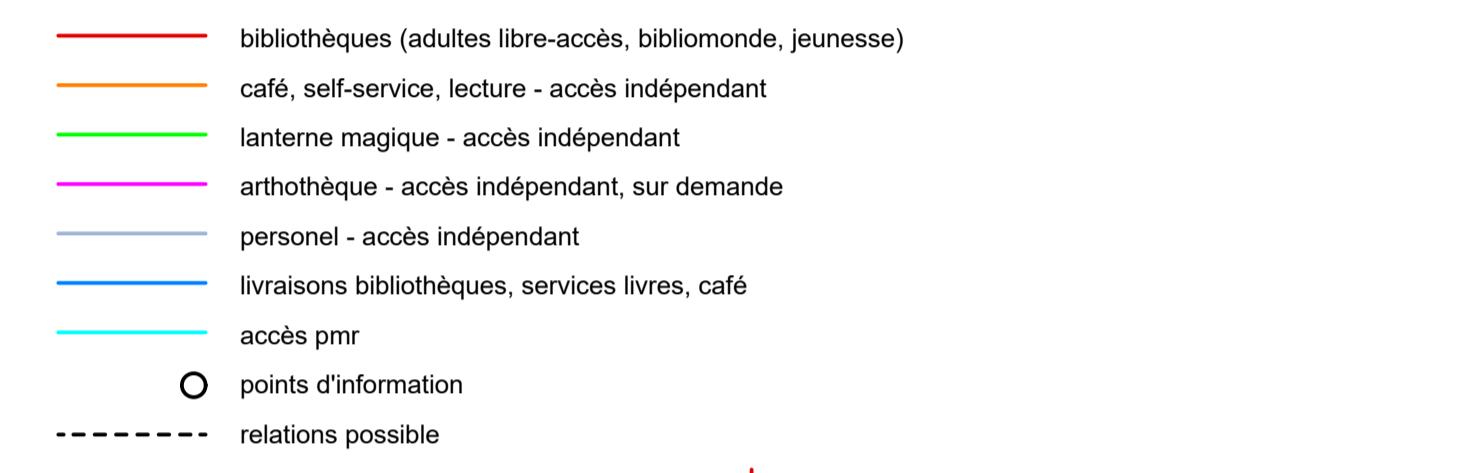 bibliothèques (adultes libre-accès, bibliomonde, jeunesse)
café, self-service, lecture - accès indépendant
lanterne magique - accès indépendant
arthothèque - accès indépendant, sur demande
personel - accès indépendant
livraisons bibliothèques, services livres, café
accès pmr
points d'information
relations possible